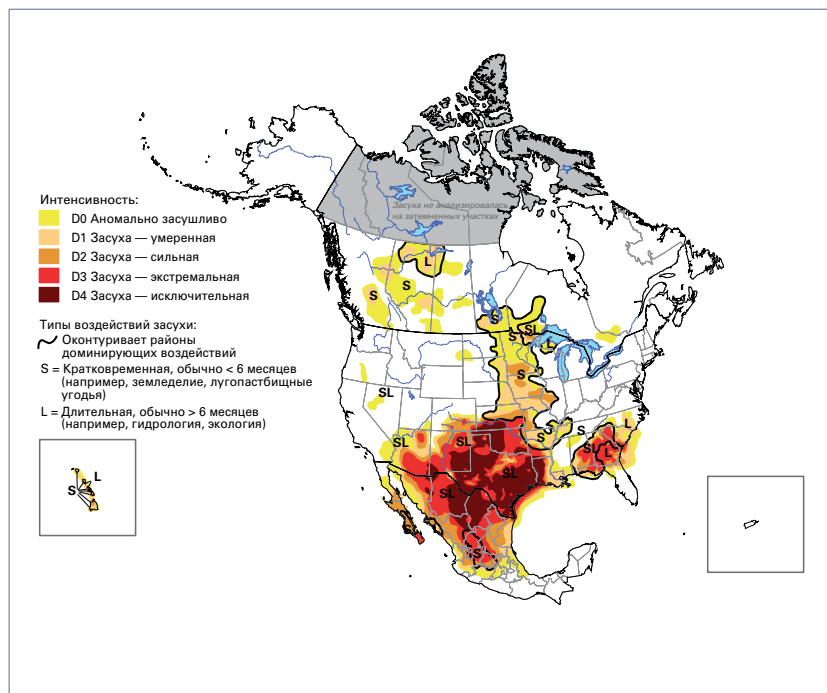 Засуха не анализировалась
на затемненных участках
Интенсивность:
D0 Аномально засушливо
D1 Засуха — умеренная
D2 Засуха — сильная
D3 Засуха — экстремальная
D4 Засуха — исключительная
Типы воздействий засухи:
Оконтуривает районы
доминирующих воздействий
S = Кратковременная, обычно < 6 месяцев
(например, земледелие, лугопастбищные
угодья)
L = Длительная, обычно > 6 месяцев
(например, гидрология, экология)
L
S
S
S
SL
S
L
S
SL
S
S
L
SL
SL
S
SL
L
SL
SL
S
L
S